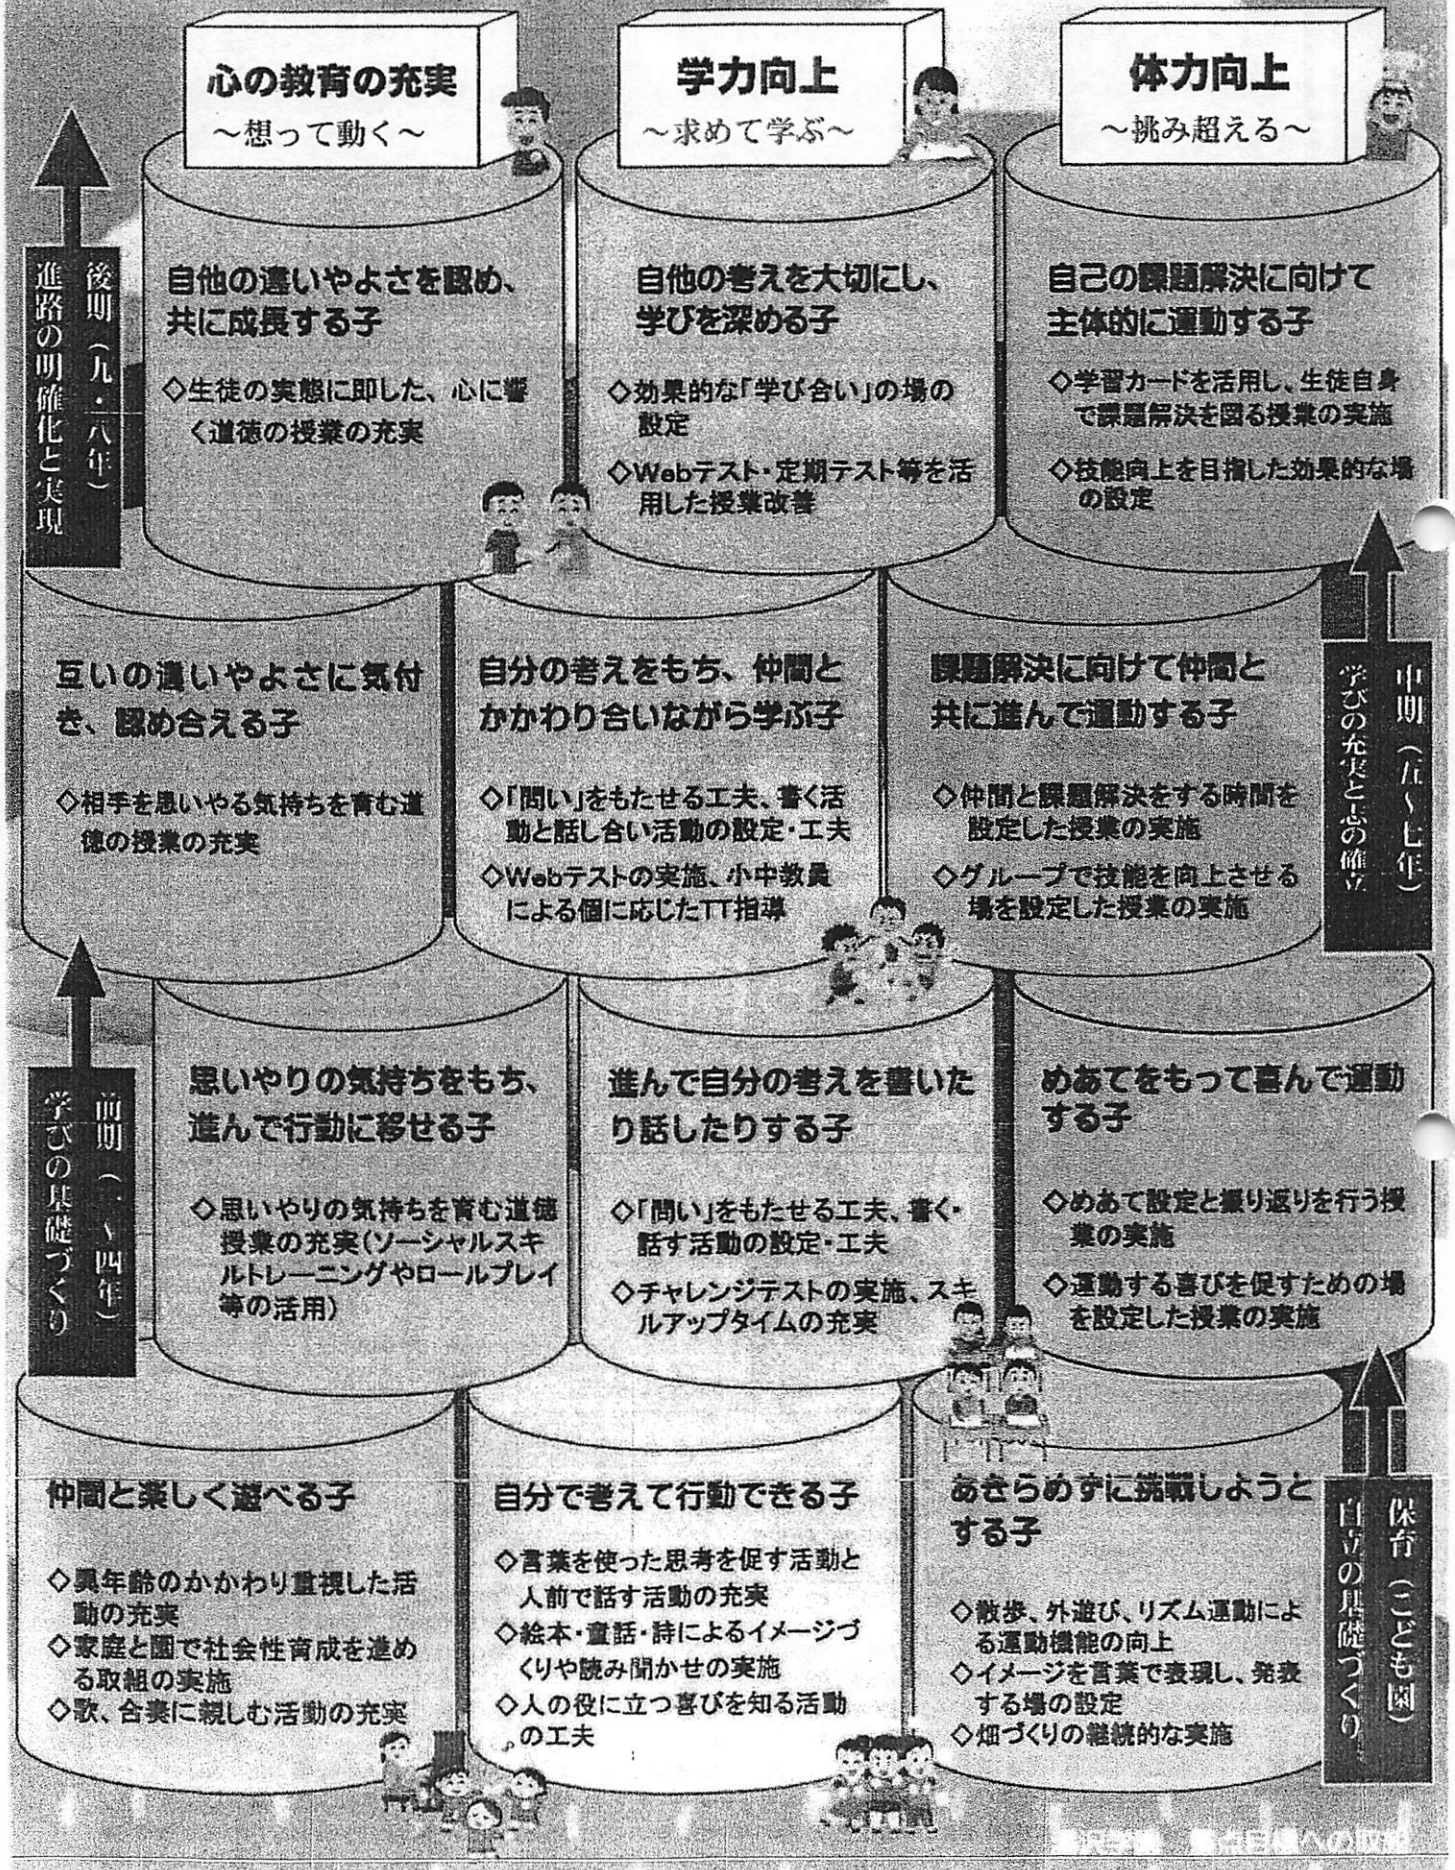 心の教育の充実
～想って動く～
学力向上
～求めて学ぶ～
体力向上
～挑み超える～
後期（九・八年）
進路の明確化と実現
自他の違いやよさを認め、
共に成長する子
◇生徒の実態に即した、心に響
く道徳の授業の充実
自他の考えを大切にし、
学びを深める子
◇効果的な「学び合い」の場の
設定
◇Webテスト・定期テスト等を活
用した授業改善
自己の課題解決に向けて
主体的に運動する子
◇学習カードを活用し、生徒自身
で課題解決を図る授業の実施
◇技能向上を目指した効果的な場
の設定
中期（五～七年）
学びの充実と志の確立
互いの違いやよさに気付
き、認め合える子
◇相手を思いやる気持ちを育む道
徳の授業の充実
自分の考えをもち、仲間と
かかわり合いながら学ぶ子
◇「問い」をもたせる工夫、書く活
動と話し合い活動の設定・工夫
◇Webテストの実施、小中教員
による個に応じたTT指導
課題解決に向けて仲間と
共に進んで運動する子
◇仲間と課題解決をする時間を
設定した授業の実施
◇グループで技能を向上させる
場を設定した授業の実施
前期（一～四年）
学びの基礎づくり
思いやりの気持ちをもち、
進んで行動に移せる子
◇思いやりの気持ちを育む道徳
授業の充実（ソーシャルスキ
ルトレーニングやロールプレイ
等の活用）
進んで自分の考えを書いた
り話したりする子
◇「問い」をもたせる工夫、書く・
話す活動の設定・工夫
◇チャレンジテストの実施、スキ
ルアップタイムの充実
めあてをもって喜んで運動
する子
◇めあて設定と振り返りを行う授
業の実施
◇運動する喜びを促すための場
を設定した授業の実施
保育（こども園）
自立の基礎づくり
仲間と楽しく遊べる子
◇異年齢のかかわり重視した活
動の充実
◇家庭と園で社会性育成を進め
る取組の実施
◇歌、合奏に親しむ活動の充実
自分で考えて行動できる子
◇言葉を使った思考を促す活動と
人前で話す活動の充実
◇絵本・童話・詩によるイメージづ
くりや読み聞かせの実施
◇人の役に立つ喜びを知る活動
の工夫
あきらめずに挑戦しようと
する子
◇散歩、外遊び、リズム運動によ
る運動機能の向上
◇イメージを言葉で表現し、発表
する場の設定
◇畑づくりの継続的な実施
点目標への取組